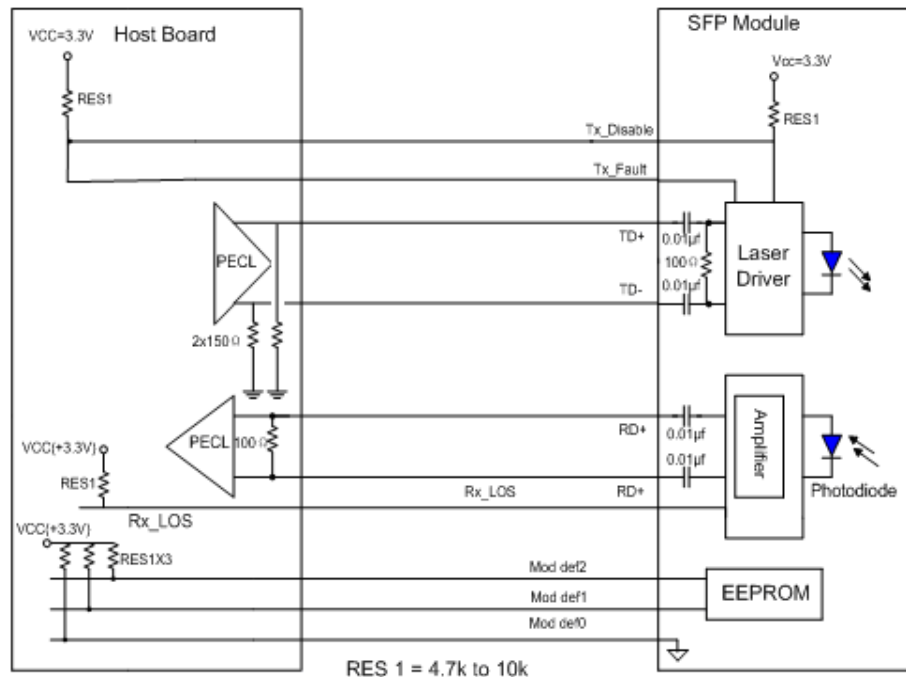 Host Board
SFP Module
VCC=3.3V
Vcc=3.3V
RES1
RES1
Tx_Disable
Tx_Fault
PECL
TD+
0.01µf
100Ω
0.01µf
TD-
Laser
Driver
2x150Ω
PECL
100Ω
RD+
0.01µf
0.01µf
Amplifier
VCC(+3.3V)
RES1
Rx_LOS
Rx_LOS
RD+
Photodiode
VCC(+3.3V)
RES1X3
Mod def2
EEPROM
Mod def1
Mod def0
RES 1 = 4.7k to 10k